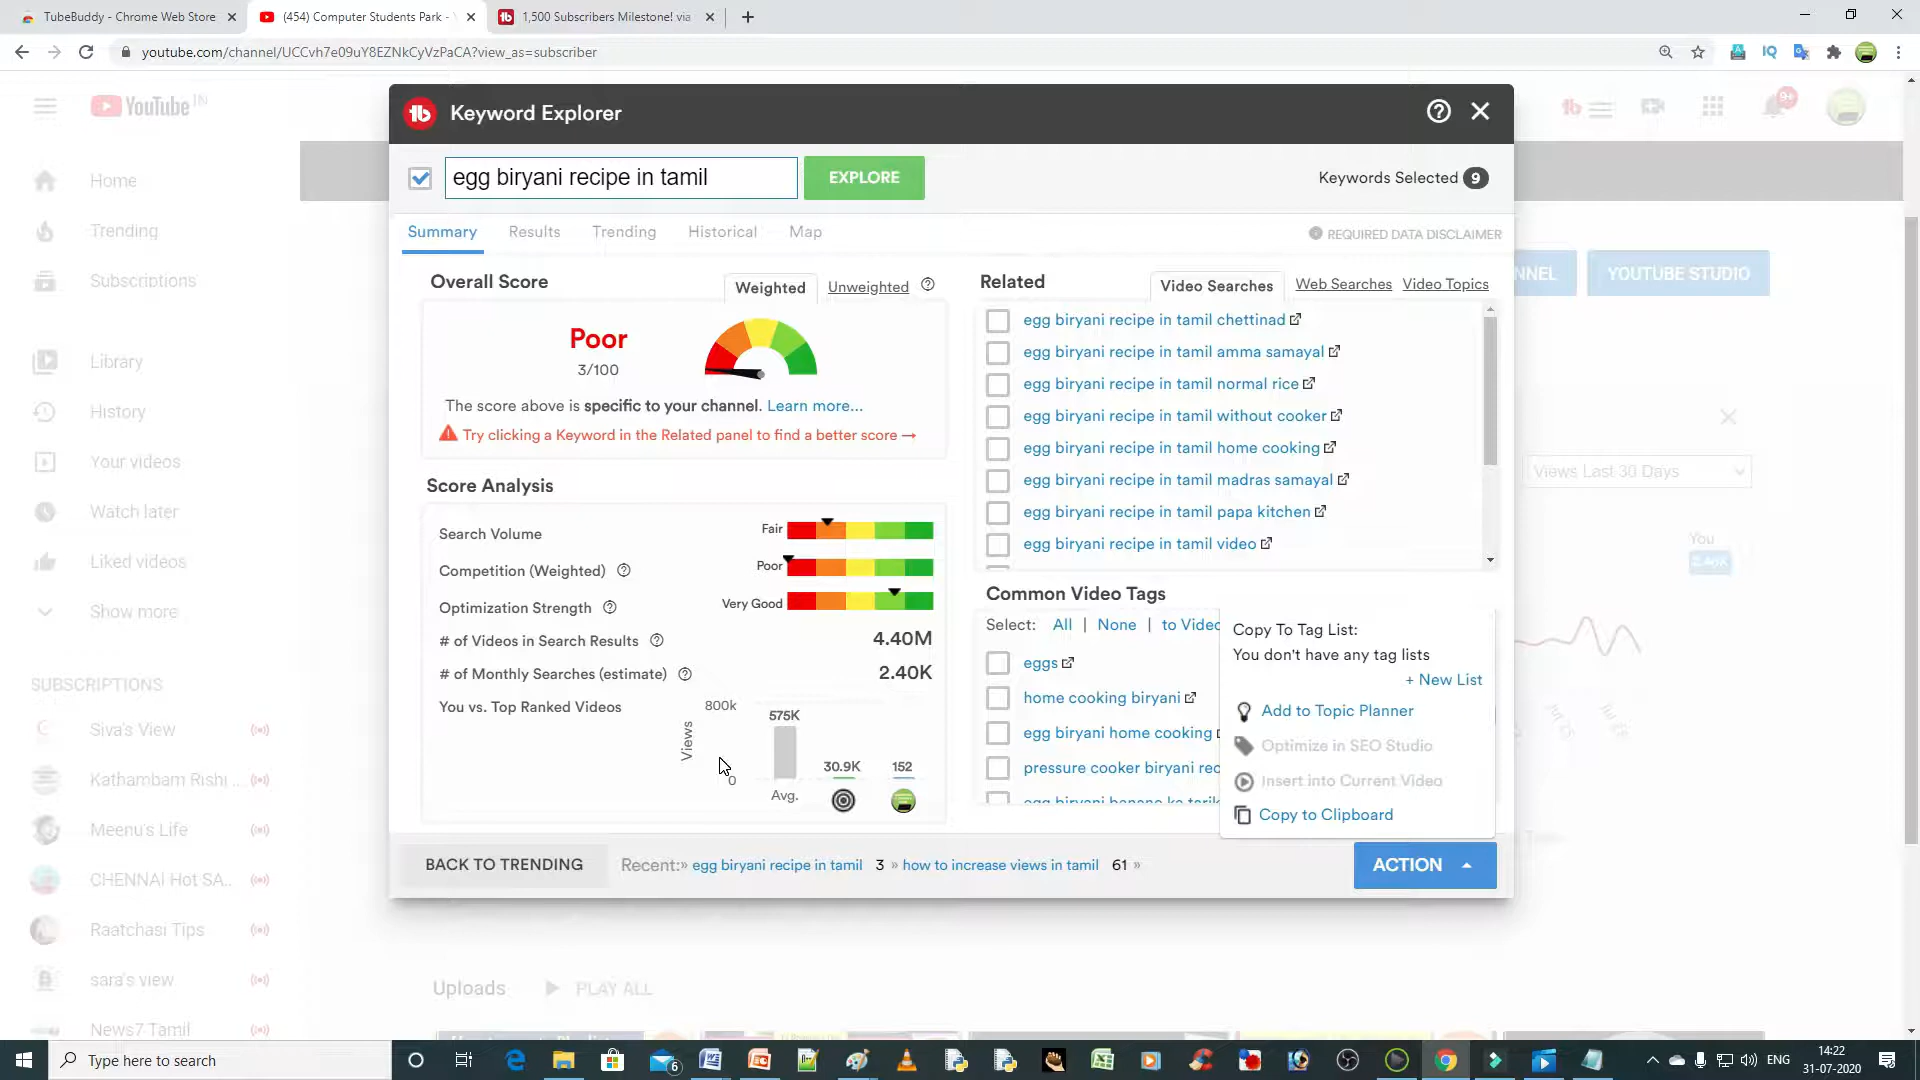 TubeBuddy - Chrome Web Store
(454) Computer Students Park -
1,500 Subscribers Milestone! via
youtube.com/channel/UCCvh7e09uY8EZNkCyVzPaCA?view_as=subscriber
YouTube IN
9+
Keyword Explorer
egg biryani recipe in tamil
EXPLORE
Keywords Selected 9
Summary
Results
Trending
Historical
Map
REQUIRED DATA DISCLAIMER
Home
Trending
Subscriptions
Library
History
Your videos
Watch later
Liked videos
Show more
SUBSCRIPTIONS
Siva's View
Kathambam Rishi ...
Meenu's Life
CHENNAI Hot SA...
Raatchasi Tips
sara's view
News7 Tamil
Overall Score
Weighted
Unweighted
Poor
3/100
The score above is specific to your channel. Learn more...
Try clicking a Keyword in the Related panel to find a better score →
Score Analysis
Search Volume
Fair
Competition (Weighted)
Poor
Optimization Strength
Very Good
# of Videos in Search Results
4.40M
# of Monthly Searches (estimate)
2.40K
You vs. Top Ranked Videos
800k
Views
0
575K
30.9K
152
Avg.
Related
Video Searches
Web Searches
Video Topics
egg biryani recipe in tamil chettinad
egg biryani recipe in tamil amma samayal
egg biryani recipe in tamil normal rice
egg biryani recipe in tamil without cooker
egg biryani recipe in tamil home cooking
egg biryani recipe in tamil madras samayal
egg biryani recipe in tamil papa kitchen
egg biryani recipe in tamil video
Common Video Tags
Select: All | None | to Video
eggs
home cooking biryani
egg biryani home cooking
pressure cooker biryani rec
egg biryani banane ka tarik
Copy To Tag List:
You don't have any tag lists
+ New List
Add to Topic Planner
Optimize in SEO Studio
Insert into Current Video
Copy to Clipboard
BACK TO TRENDING
Recent:» egg biryani recipe in tamil 3 » how to increase views in tamil 61 »
ACTION
NNEL
YOUTUBE STUDIO
Views Last 30 Days
You
2.46K
Uploads
PLAY ALL
Type here to search
6
ENG
14:22
31-07-2020